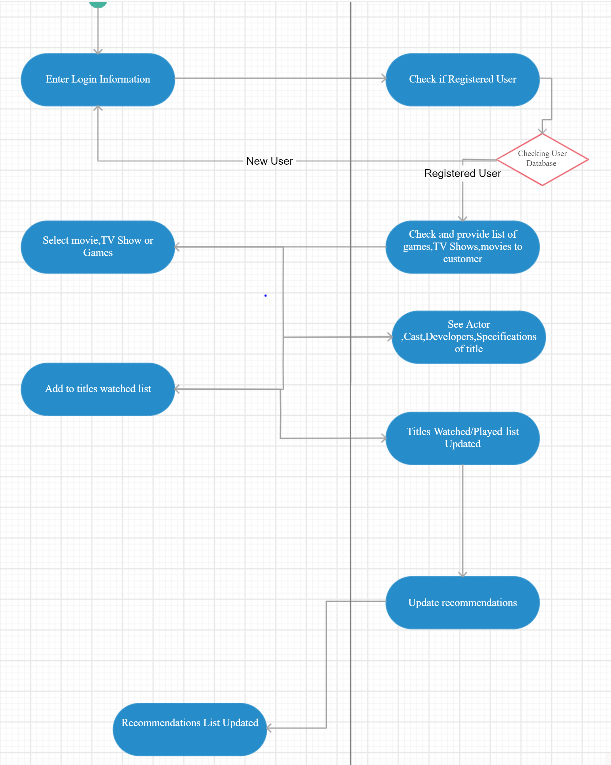 Enter Login Information
Check if Registered User
Checking User
Database
New User
Registered User
Select movie,TV Show or
Games
Check and provide list of
games,TV Shows,movies to
customer
See Actor
,Cast,Developers,Specifications
of title
Add to titles watched list
Titles Watched/Played list
Updated
Update recommendations
Recommendations List Updated